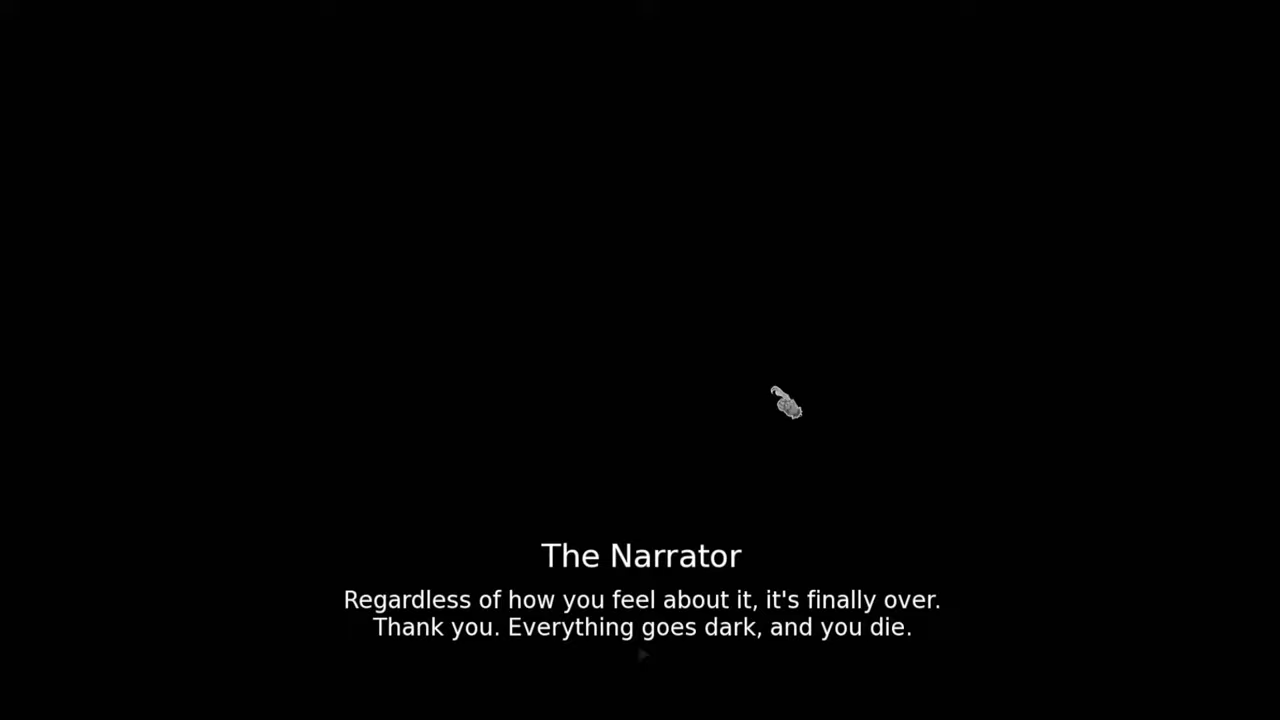 The Narrator
Regardless of how you feel about it, it's finally over.
Thank you. Everything goes dark, and you die.